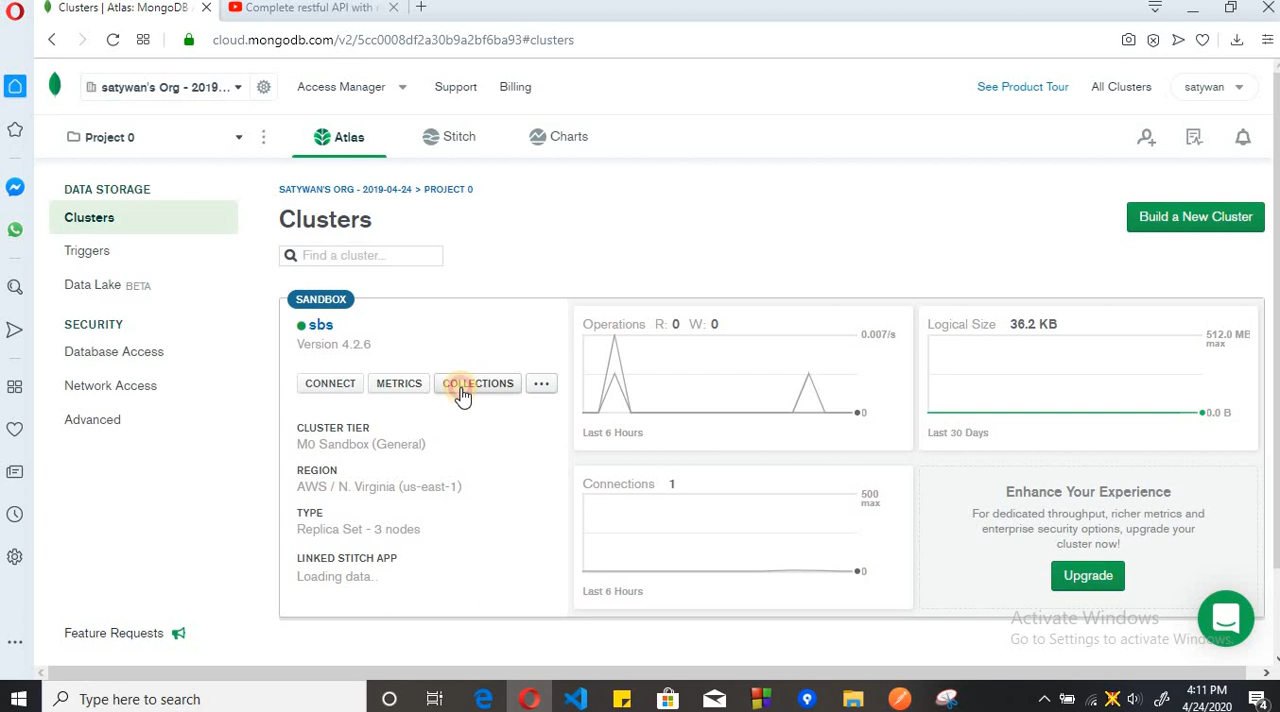 Clusters | Atlas: MongoDB
Complete restful API with
cloud.mongodb.com/v2/5cc0008df2a30b9a2bf6ba93#clusters
satywan's Org - 2019...
Access Manager
Support
Billing
See Product Tour
All Clusters
satywan
Project 0
Atlas
Stitch
Charts
DATA STORAGE
Clusters
Triggers
Data Lake BETA
SECURITY
Database Access
Network Access
Advanced
Feature Requests
SATYWAN'S ORG - 2019-04-24 > PROJECT 0
Clusters
Build a New Cluster
Find a cluster...
SANDBOX
sbs
Version 4.2.6
CONNECT
METRICS
COLLECTIONS
...
CLUSTER TIER
M0 Sandbox (General)
REGION
AWS / N. Virginia (us-east-1)
TYPE
Replica Set - 3 nodes
LINKED STITCH APP
Loading data..
Operations R: 0 W: 0
0.007/s
0
Last 6 Hours
Logical Size 36.2 KB
512.0 MB
max
0.0 B
Last 30 Days
Connections 1
500
max
0
Last 6 Hours
Enhance Your Experience
For dedicated throughput, richer metrics and
enterprise security options, upgrade your
cluster now!
Upgrade
Activate Windows
Go to Settings to activate Windows.
Type here to search
4:11 PM
4/24/2020
4